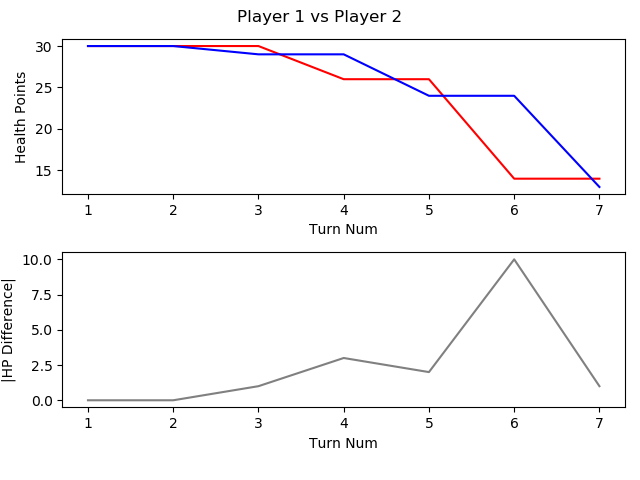 Player 1 vs Player 2
30
25
20
15
Health Points
1 2 3 4 5 6 7
Turn Num
10.0
7.5
5.0
2.5
0.0
|HP Difference|
1 2 3 4 5 6 7
Turn Num